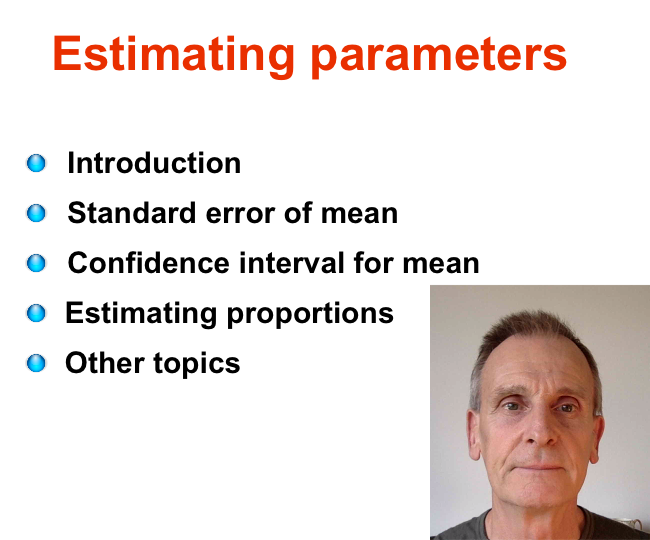 Estimating parameters
Introduction
Standard error of mean
Confidence interval for mean
Estimating proportions
Other topics